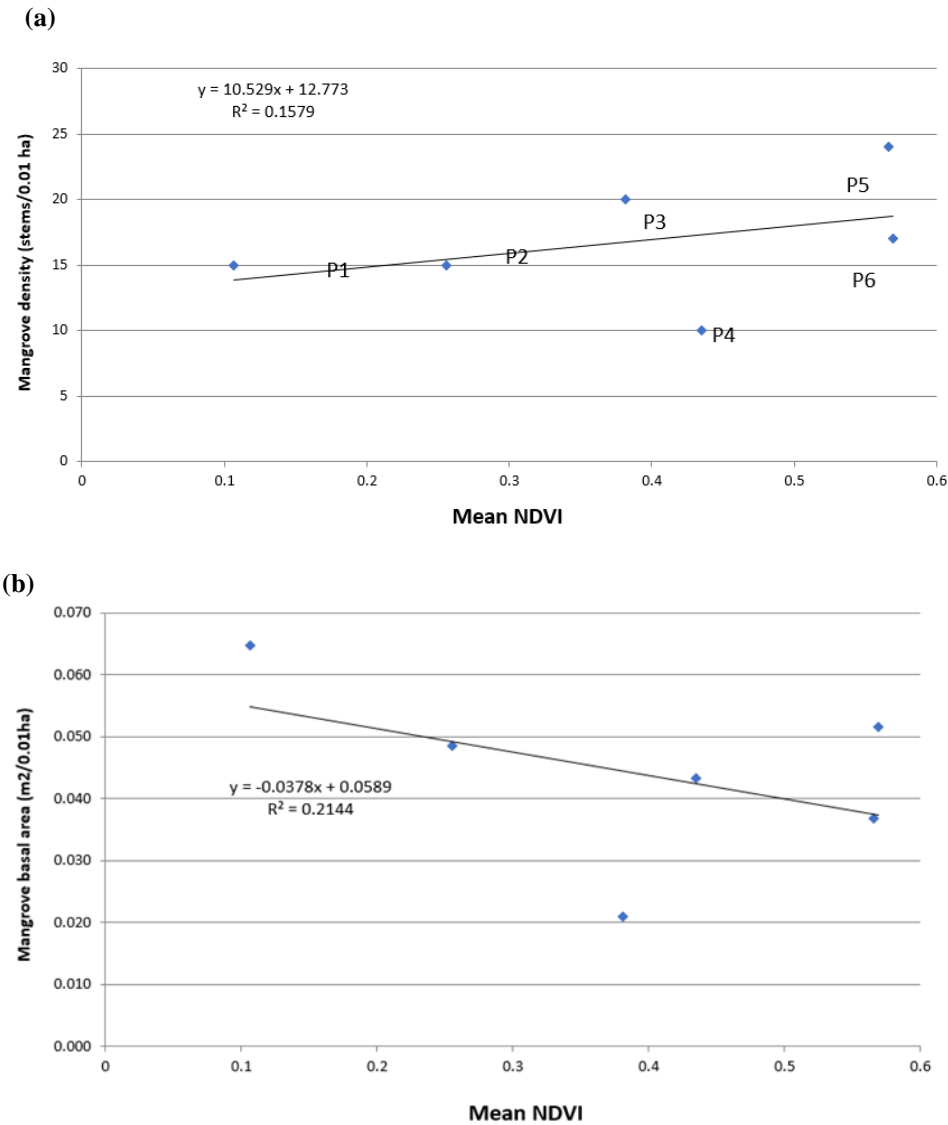 (a)
30
25
20
15
10
5
0
Mangrove density (stems/0.01 ha)
y = 10.529x + 12.773
R² = 0.1579
P1
P2
P3
P4
P5
P6
0 0.1 0.2 0.3 0.4 0.5 0.6
Mean NDVI
(b)
0.070
0.060
0.050
0.040
0.030
0.020
0.010
0.000
Mangrove basal area (m2/0.01ha)
y = -0.0378x + 0.0589
R² = 0.2144
0 0.1 0.2 0.3 0.4 0.5 0.6
Mean NDVI